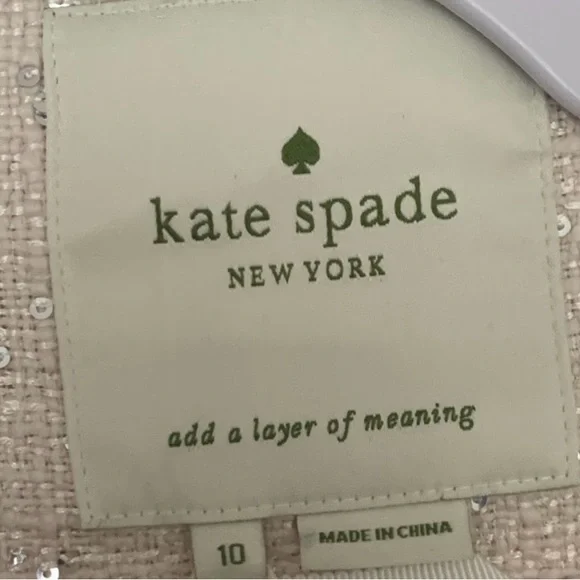 kate spade
NEW YORK
add a layer of meaning
10
MADE IN CHINA